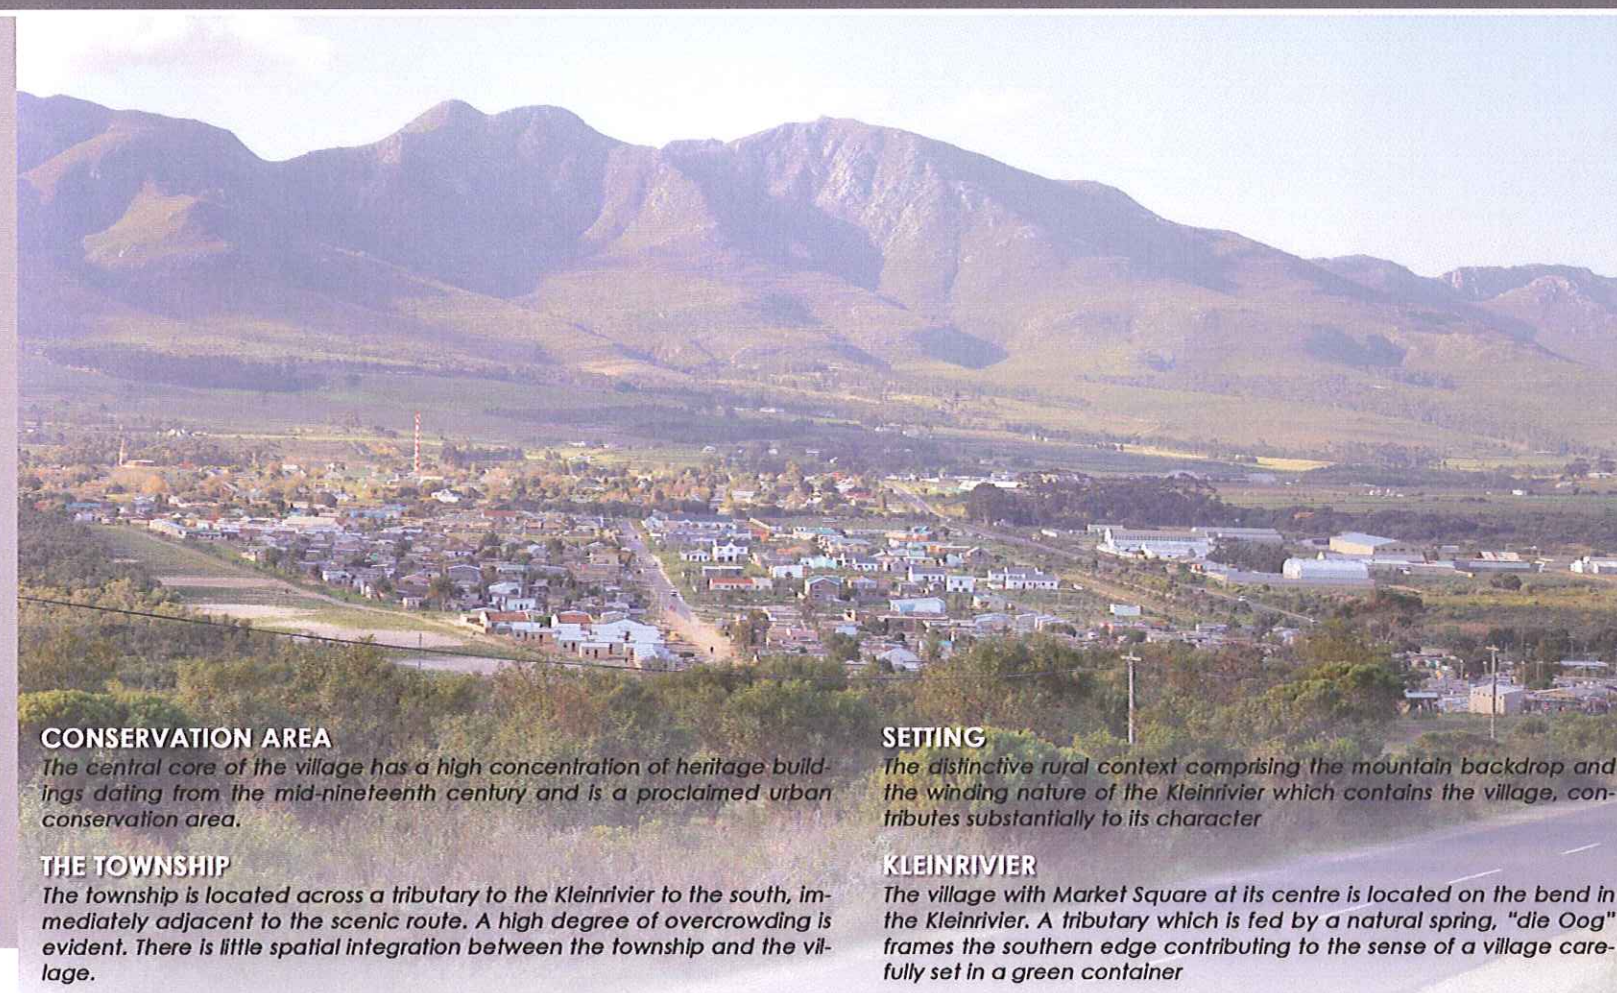 CONSERVATION AREA
The central core of the village has a high concentration of heritage build-
ings dating from the mid-nineteenth century and is a proclaimed urban
conservation area.
THE TOWNSHIP
The township is located across a tributary to the Kleinrivier to the south, im-
mediately adjacent to the scenic route. A high degree of overcrowding is
evident. There is little spatial integration between the township and the vil-
lage.
SETTING
The distinctive rural context comprising the mountain backdrop and
the winding nature of the Kleinrivier which contains the village, con-
tributes substantially to its character
KLEINRIVIER
The village with Market Square at its centre is located on the bend in
the Kleinrivier. A tributary which is fed by a natural spring, "die Oog"
frames the southern edge contributing to the sense of a village care-
fully set in a green container